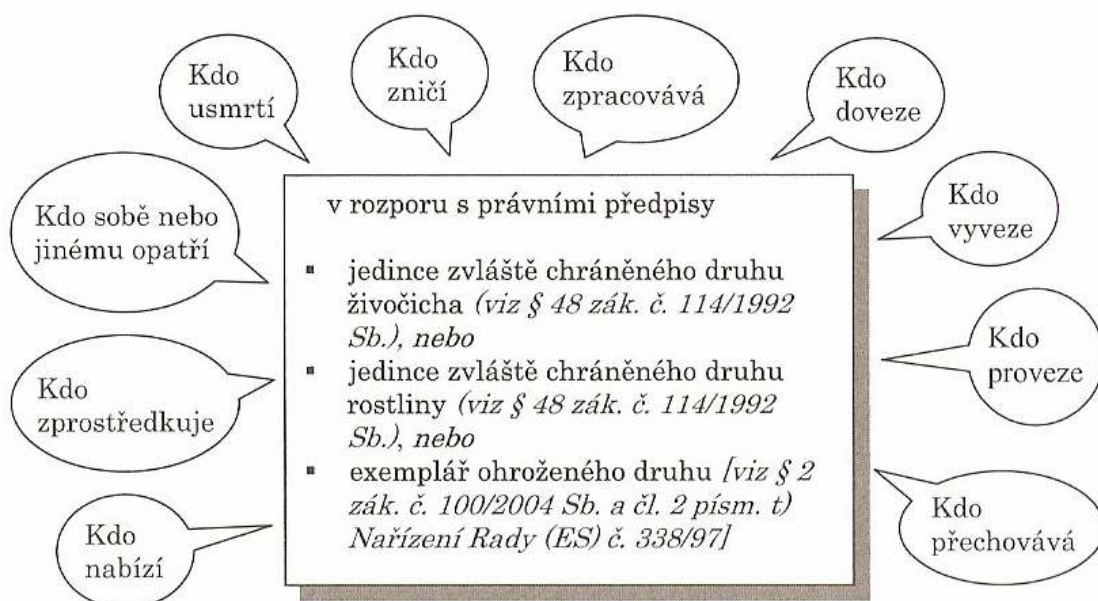 Kdo
usmrtí
Kdo
zničí
Kdo
zpracovává
Kdo
doveze
Kdo sobě nebo
jinému opatří
Kdo
vyveze
Kdo
zprostředkuje
Kdo
proveze
Kdo
nabízí
Kdo
přechovává
v rozporu s právními předpisy
▪ jedince zvláště chráněného druhu
živočicha (viz § 48 zák. č. 114/1992
Sb.), nebo
▪ jedince zvláště chráněného druhu
rostliny (viz § 48 zák. č. 114/1992
Sb.), nebo
▪ exemplář ohroženého druhu [viz § 2
zák. č. 100/2004 Sb. a čl. 2 písm. t)
Nařízení Rady (ES) č. 338/97]